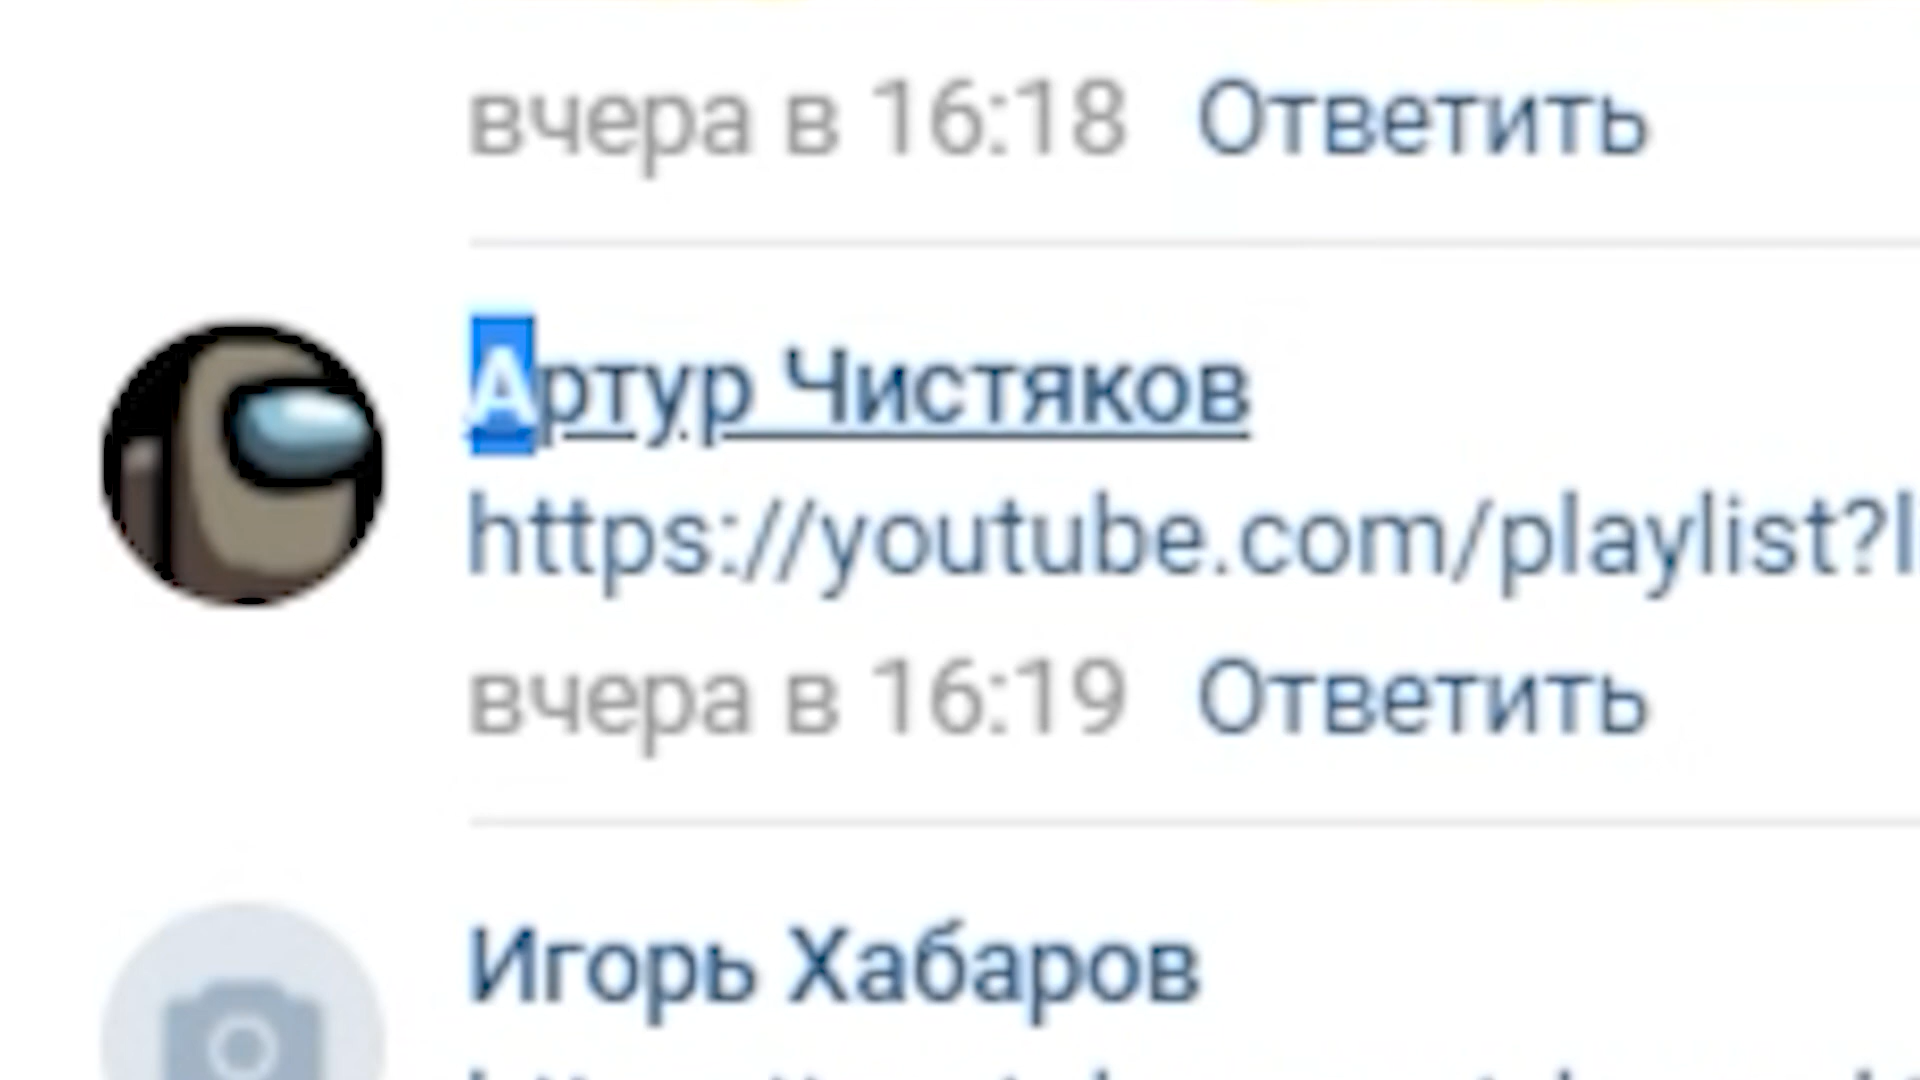 вчера в 16:18 Ответить
Артур Чистяков
https://youtube.com/playlist?l
вчера в 16:19 Ответить
Игорь Хабаров